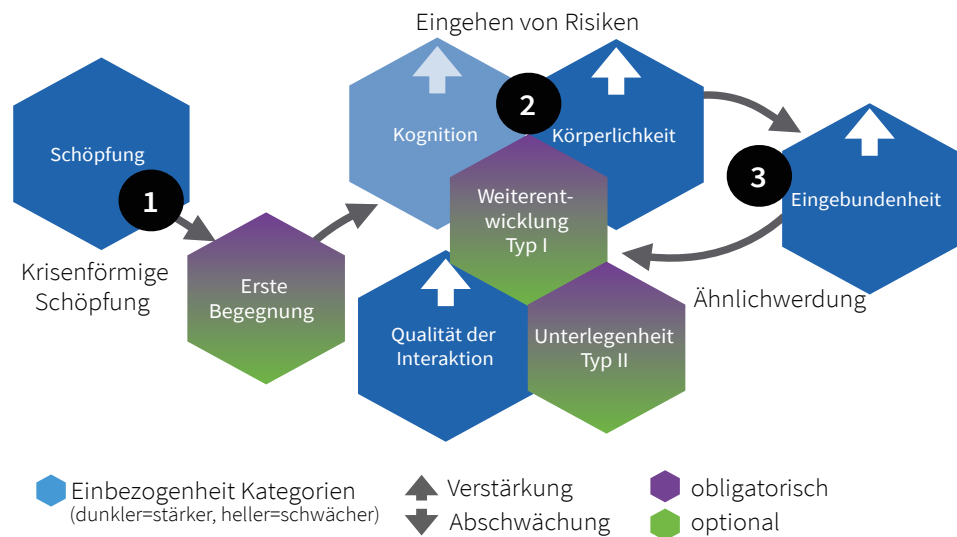 Eingehen von Risiken
Schöpfung
1
Krisenförmige
Schöpfung
Erste
Begegnung
Kognition
2
Körperlichkeit
Weiterent-
wicklung
Typ I
3
Eingebundenheit
Ähnlichwerdung
Qualität der
Interaktion
Unterlegenheit
Typ II
Einbezogenheit Kategorien
(dunkler=stärker, heller=schwächer)
Verstärkung
Abschwächung
obligatorisch
optional